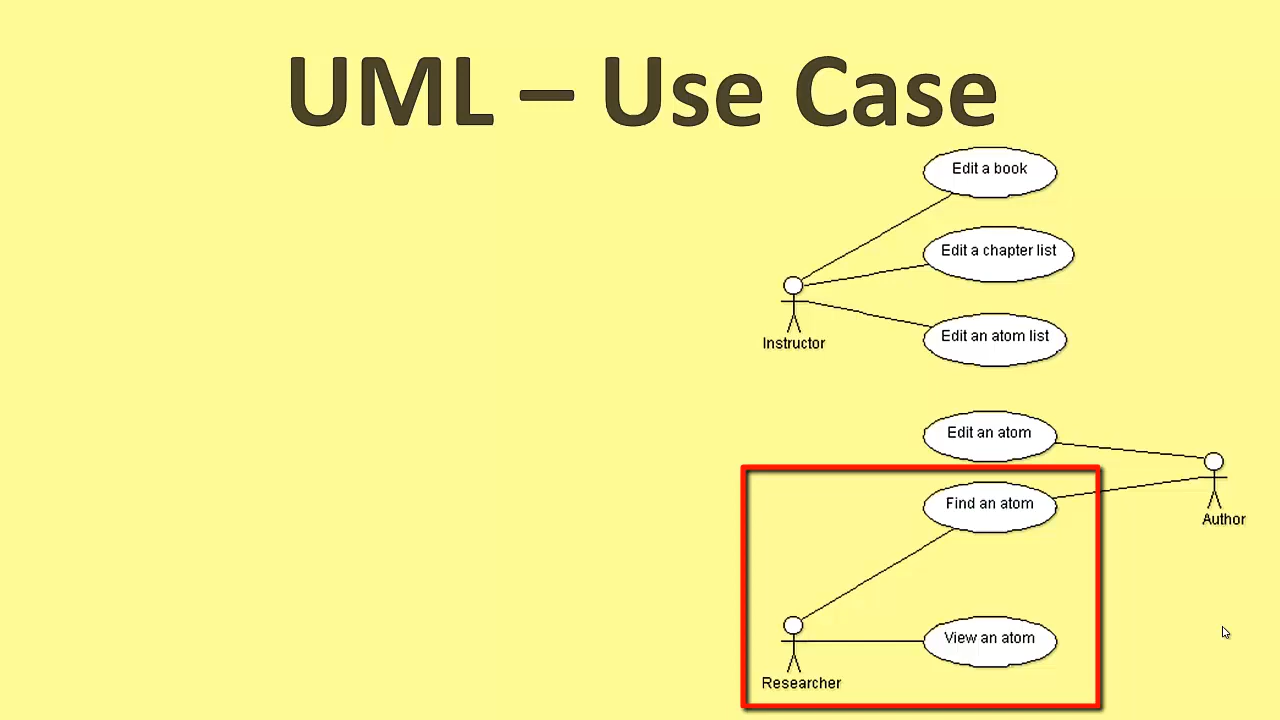 UML – Use Case
Edit a book
Edit a chapter list
Instructor
Edit an atom list
Edit an atom
Find an atom
Author
View an atom
Researcher